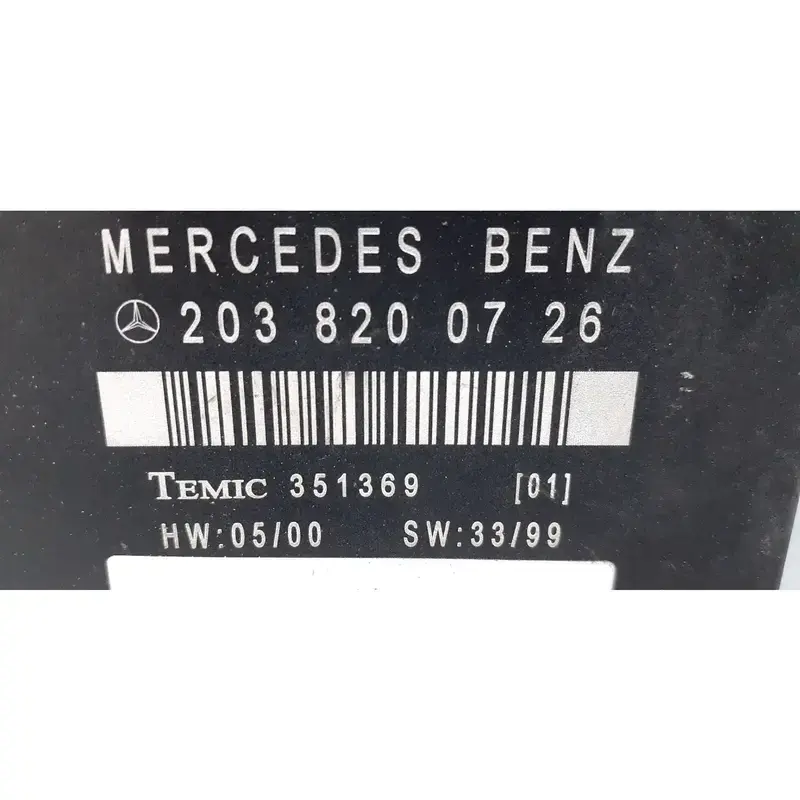 MERCEDES BENZ
203 820 07 26
TEMIC 351369 [01]
HW:05/00 SW:33/99